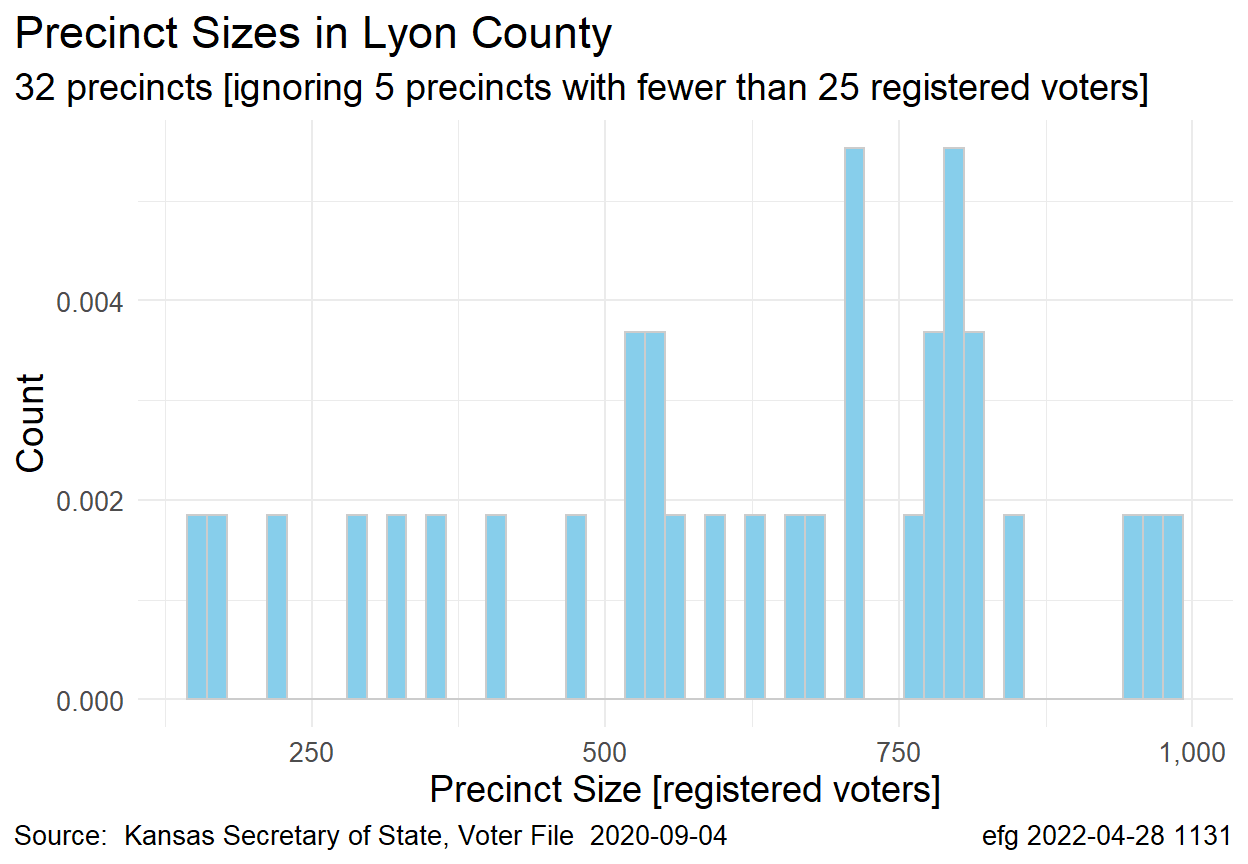 Precinct Sizes in Lyon County
32 precincts [ignoring 5 precincts with fewer than 25 registered voters]
Count
0.004
0.002
0.000
250 500 750 1,000
Precinct Size [registered voters]
Source:  Kansas Secretary of State, Voter File  2020-09-04 efg 2022-04-28 1131